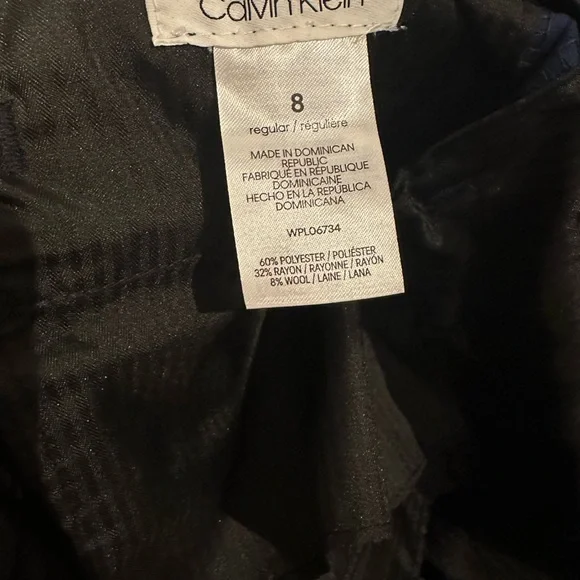 Calvin Klein
8
regular / régulière
MADE IN DOMINICAN
REPUBLIC
FABRIQUÉ EN RÉPUBLIQUE
DOMINICAINE
HECHO EN LA REPÚBLICA
DOMINICANA
WPL06734
60% POLYESTER / POLIÉSTER
32% RAYON / RAYONNE / RAYÓN
8% WOOL / LAINE / LANA